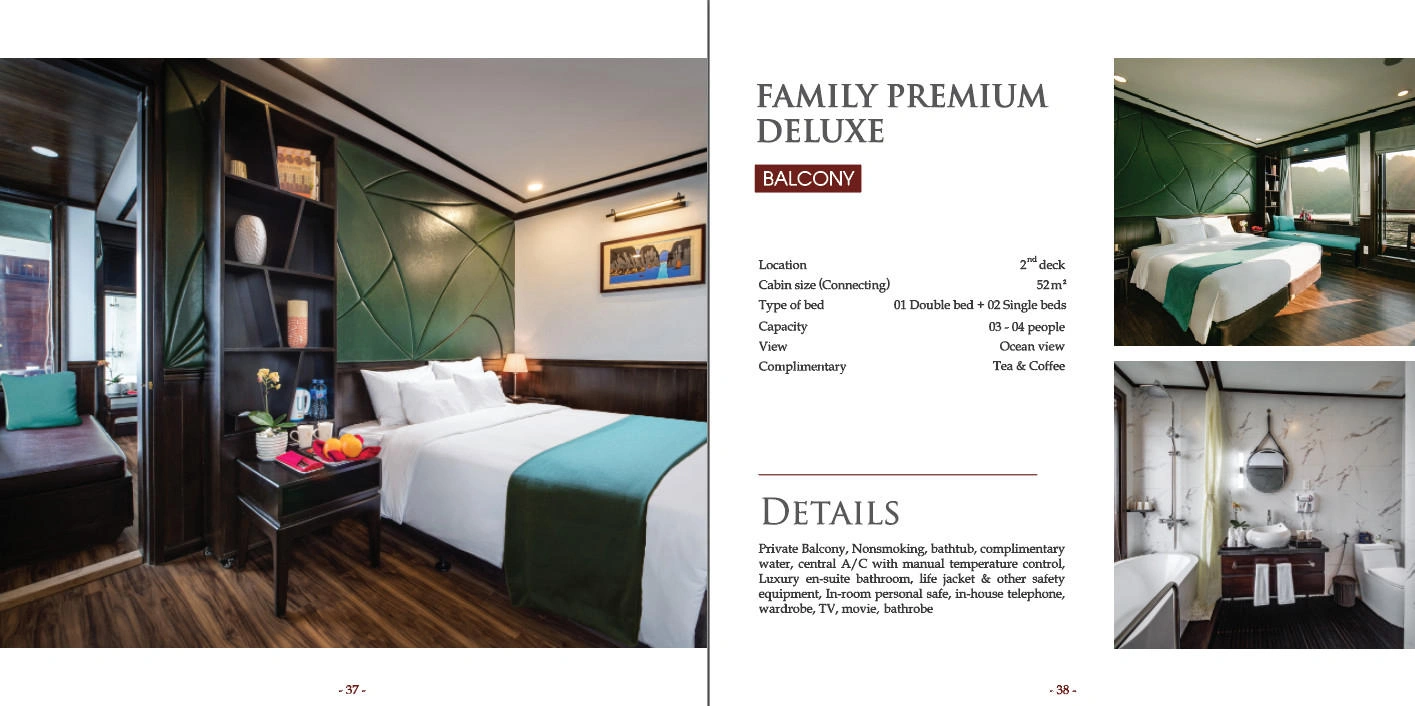 FAMILY PREMIUM
DELUXE
BALCONY
Location 2nd deck
Cabin size (Connecting) 52m²
Type of bed 01 Double bed + 02 Single beds
Capacity 03 - 04 people
View Ocean view
Complimentary Tea & Coffee
DETAILS
Private Balcony, Nonsmoking, bathtub, complimentary
water, central A/C with manual temperature control,
Luxury en-suite bathroom, life jacket & other safety
equipment, In-room personal safe, in-house telephone,
wardrobe, TV, movie, bathrobe
- 37 -
- 38 -